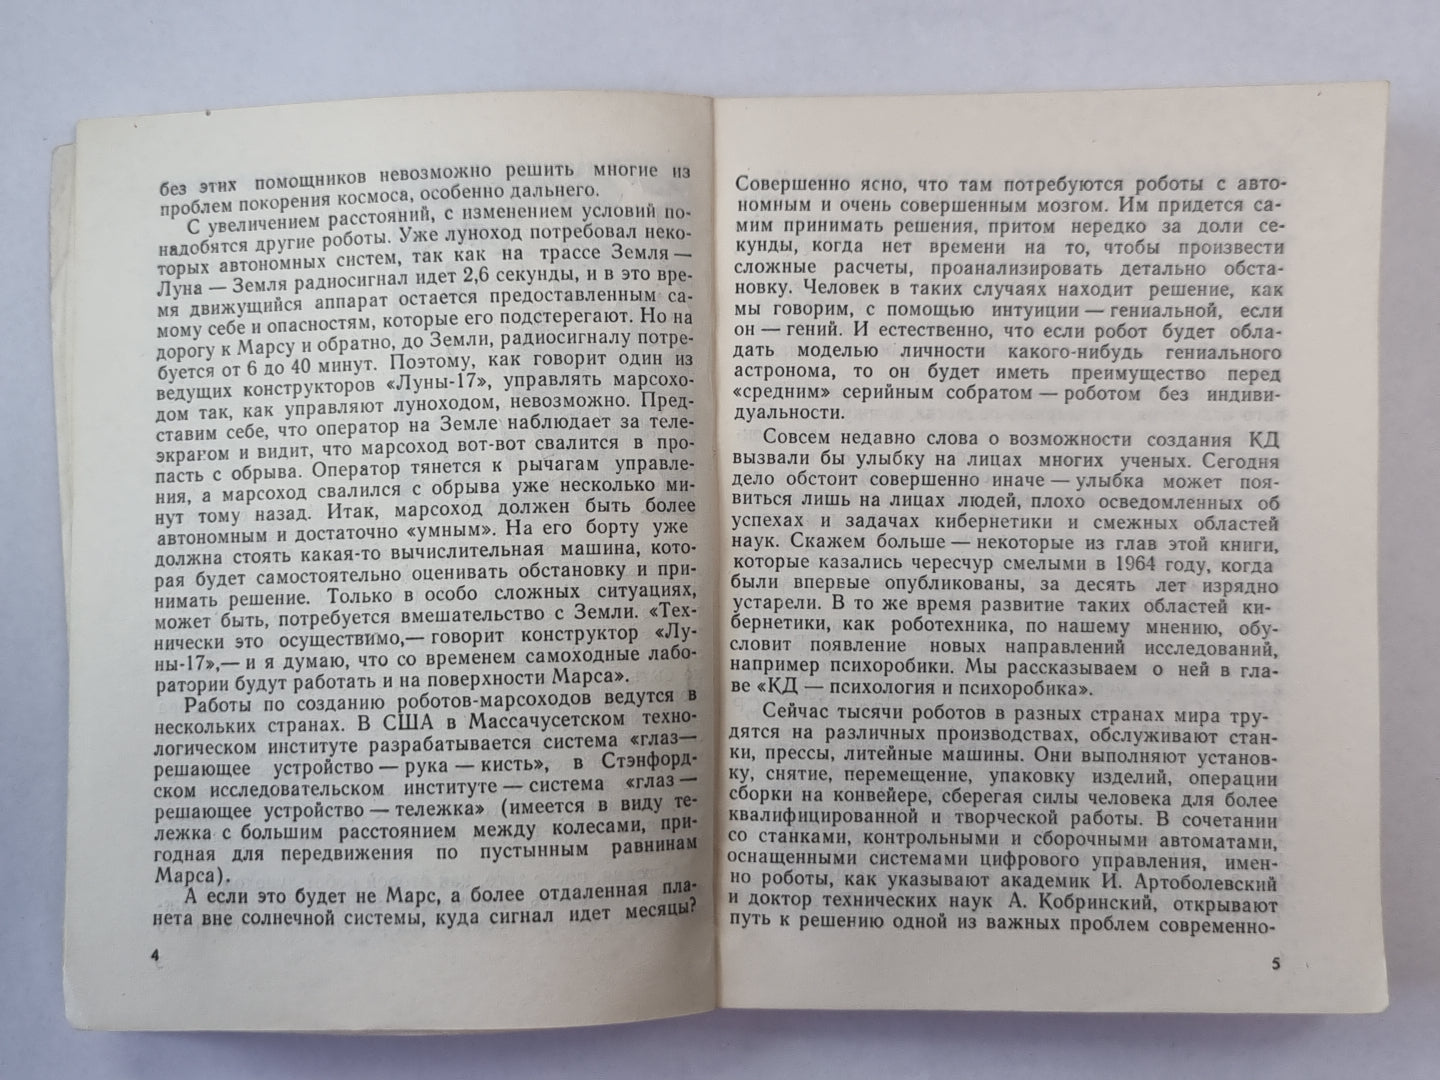 без этих помощников невозможно решить многие из
проблем покорения космоса, особенно дальнего.
С увеличением расстояний, с изменением условий по-
надобятся другие роботы. Уже луноход потребовал неко-
торых автономных систем, так как на трассе Земля —
Луна — Земля радиосигнал идет 2,6 секунды, и в это вре-
мя движущийся аппарат остается предоставленным са-
мому себе и опасностям, которые его подстерегают. Но на
дорогу к Марсу и обратно, до Земли, радиосигналу потре-
буется от 6 до 40 минут. Поэтому, как говорит один из
ведущих конструкторов «Луны-17», управлять марсохо-
дом так, как управляют луноходом, невозможно. Пред-
ставим себе, что оператор на Земле наблюдает за теле-
экраном и видит, что марсоход вот-вот свалится в про-
пасть с обрыва. Оператор тянется к рычагам управле-
ния, а марсоход свалился с обрыва уже несколько ми-
нут тому назад. Итак, марсоход должен быть более
автономным и достаточно «умным». На его борту уже
должна стоять какая-то вычислительная машина, кото-
рая будет самостоятельно оценивать обстановку и при-
нимать решение. Только в особо сложных ситуациях,
может быть, потребуется вмешательство с Земли. «Тех-
нически это осуществимо,— говорит конструктор «Лу-
ны-17»,— и я думаю, что со временем самоходные лабо-
ратории будут работать и на поверхности Марса».
Работы по созданию роботов-марсоходов ведутся в
нескольких странах. В США в Массачусетском техно-
логическом институте разрабатывается система «глаз—
решающее устройство — рука — кисть», в Стэнфорд-
ском исследовательском институте — система «глаз —
решающее устройство — тележка» (имеется в виду те-
лежка с большим расстоянием между колесами, при-
годная для передвижения по пустынным равнинам
Марса).
А если это будет не Марс, а более отдаленная пла-
нета вне солнечной системы, куда сигнал идет месяцы?
4
Совершенно ясно, что там потребуются роботы с авто-
номным и очень совершенным мозгом. Им придется са-
мим принимать решения, притом нередко за доли се-
кунды, когда нет времени на то, чтобы произвести
сложные расчеты, проанализировать детально обста-
новку. Человек в таких случаях находит решение, как
мы говорим, с помощью интуиции — гениальной, если
он — гений. И естественно, что если робот будет обла-
дать моделью личности какого-нибудь гениального
астронома, то он будет иметь преимущество перед
«средним» серийным собратом — роботом без индиви-
дуальности.
Совсем недавно слова о возможности создания КД
вызвали бы улыбку на лицах многих ученых. Сегодня
дело обстоит совершенно иначе — улыбка может поя-
виться лишь на лицах людей, плохо осведомленных об
успехах и задачах кибернетики и смежных областей
наук. Скажем больше — некоторые из глав этой книги,
которые казались чересчур смелыми в 1964 году, когда
были впервые опубликованы, за десять лет изрядно
устарели. В то же время развитие таких областей ки-
бернетики, как роботехника, по нашему мнению, обу-
словит появление новых направлений исследований,
например психоробики. Мы рассказываем о ней в гла-
ве «КД — психология и психоробика».
Сейчас тысячи роботов в разных странах мира тру-
дятся на различных производствах, обслуживают стан-
ки, прессы, литейные машины. Они выполняют установ-
ку, снятие, перемещение, упаковку изделий, операции
сборки на конвейере, сберегая силы человека для более
квалифицированной и творческой работы. В сочетании
со станками, контрольными и сборочными автоматами,
оснащенными системами цифрового управления, имен-
но роботы, как указывают академик И. Артоболевский
и доктор технических наук А. Кобринский, открывают
путь к решению одной из важных проблем современно-
5